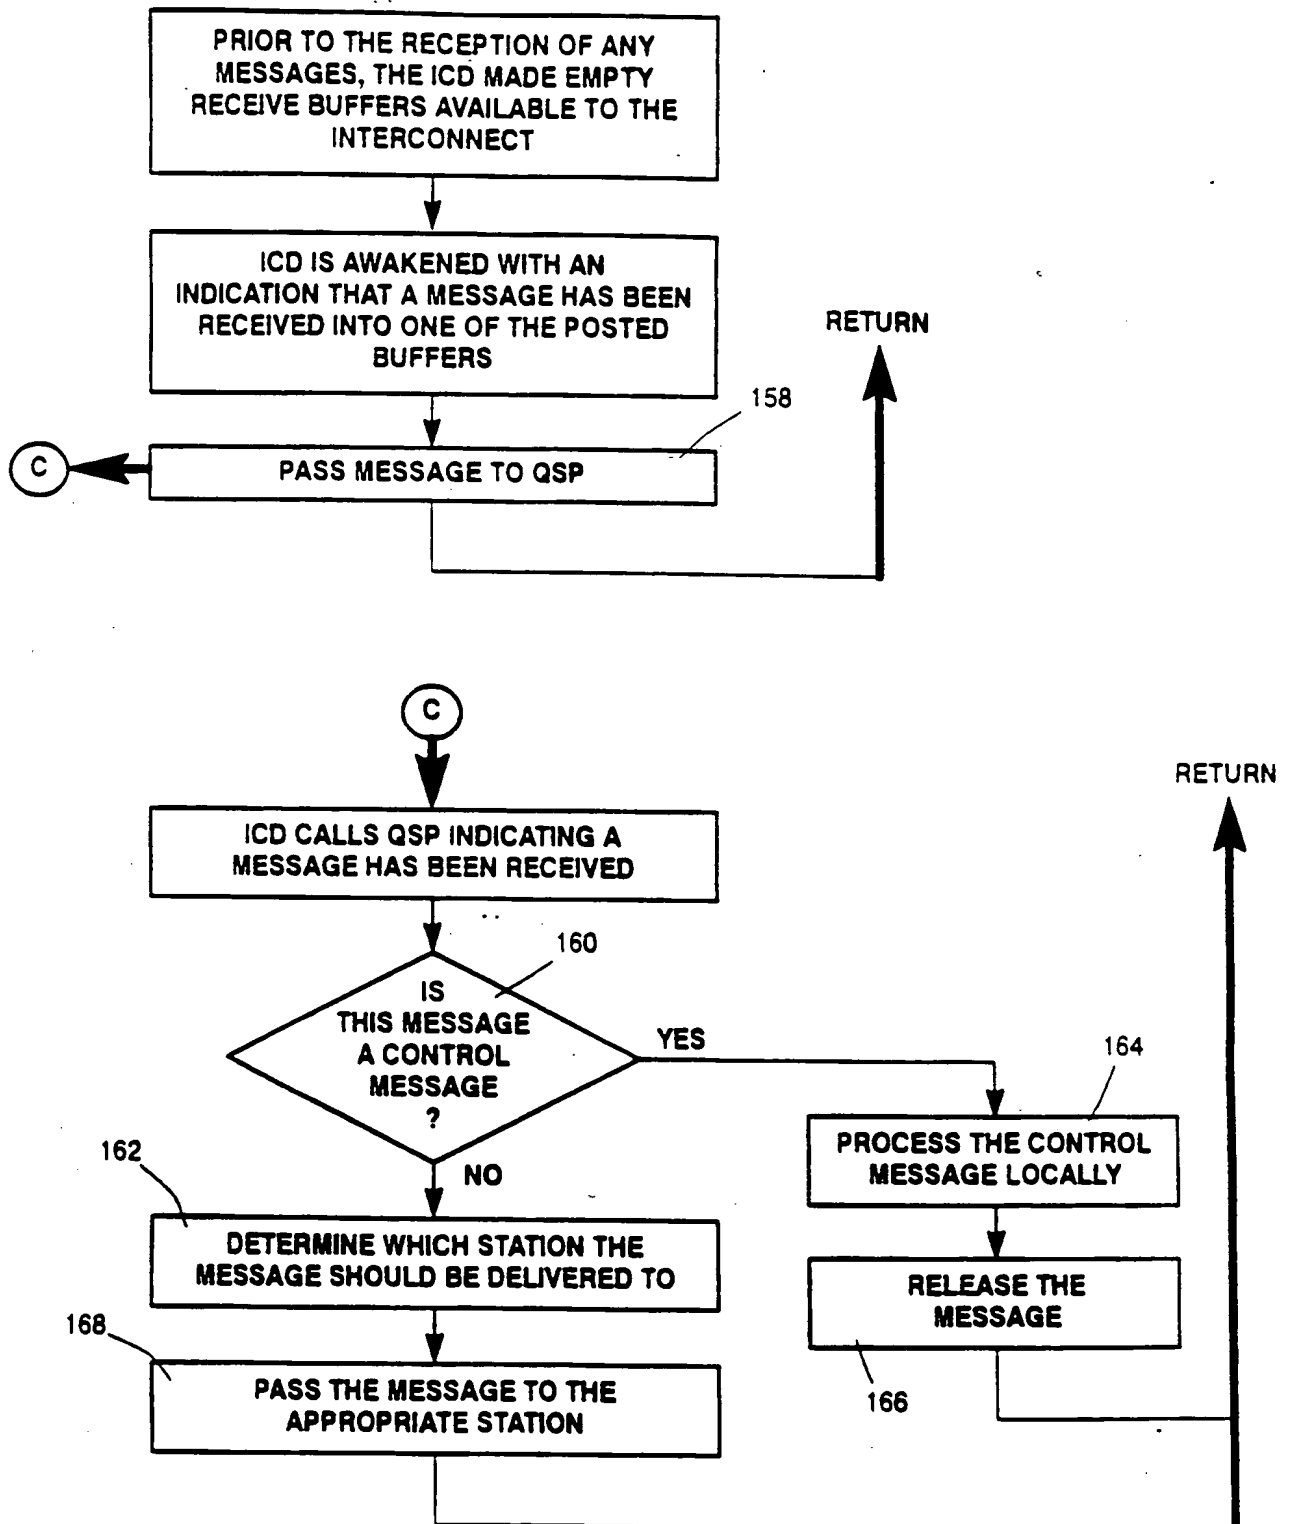 PRIOR TO THE RECEPTION OF ANY
MESSAGES, THE ICD MADE EMPTY
RECEIVE BUFFERS AVAILABLE TO THE
INTERCONNECT
ICD IS AWAKENED WITH AN
INDICATION THAT A MESSAGE HAS BEEN
RECEIVED INTO ONE OF THE POSTED
BUFFERS
RETURN
158
C
PASS MESSAGE TO QSP
C
RETURN
ICD CALLS QSP INDICATING A
MESSAGE HAS BEEN RECEIVED
160
IS
THIS MESSAGE
A CONTROL
MESSAGE
?
YES
164
NO
PROCESS THE CONTROL
MESSAGE LOCALLY
162
DETERMINE WHICH STATION THE
MESSAGE SHOULD BE DELIVERED TO
RELEASE THE
MESSAGE
166
168
PASS THE MESSAGE TO THE
APPROPRIATE STATION